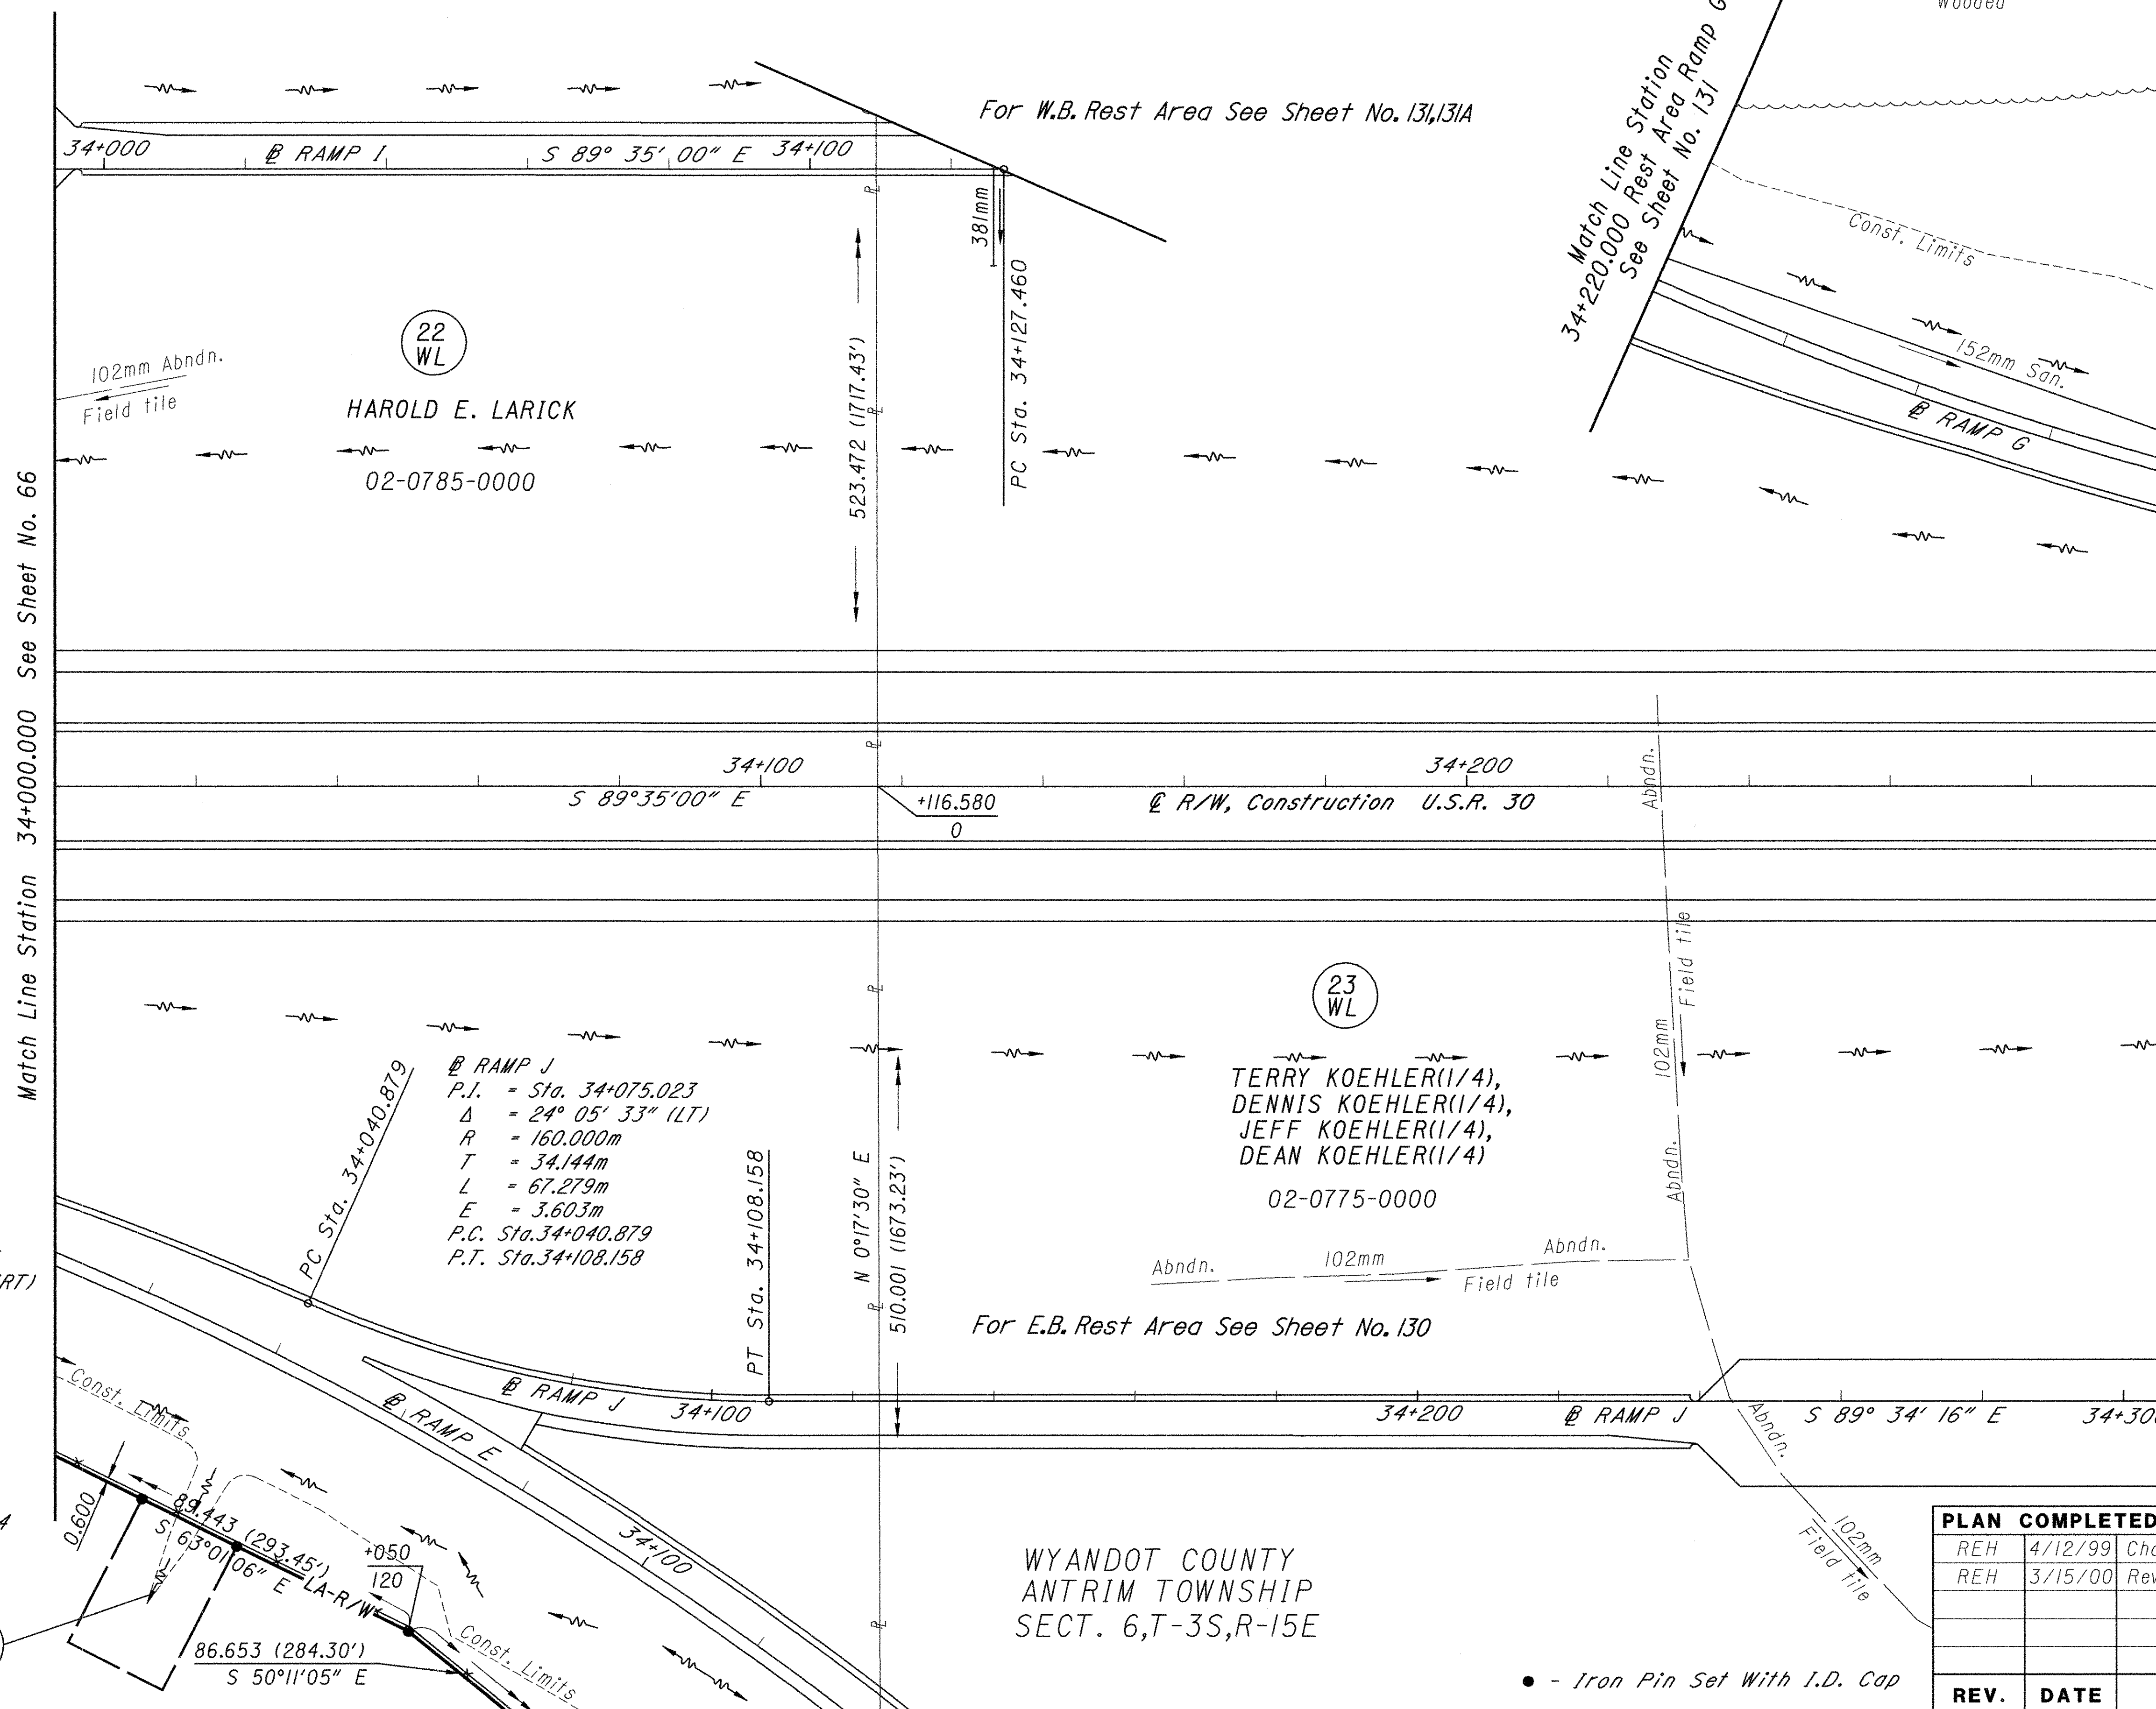 Wooded
For W.B. Rest Area See Sheet No. 131,131A
Match Line Station
34+220.000 Rest Area Ramp G
See Sheet No. 131
34+000
RAMP I
S 89° 35' 00" E
34+100
381mm
PC Sta. 34+127.460
Const. Limits
152mm San.
RAMP G
22
WL
HAROLD E. LARICK
02-0785-0000
102mm Abndn.
Field tile
523.472 (1717.43')
Match Line Station 34+000.000 See Sheet No. 66
34+100
34+200
S 89°35'00" E
+116.580
0
℄ R/W, Construction U.S.R. 30
Abndn.
Field tile
102mm
Abndn.
23
WL
TERRY KOEHLER(1/4),
DENNIS KOEHLER(1/4),
JEFF KOEHLER(1/4),
DEAN KOEHLER(1/4)
02-0775-0000
RAMP J
P.I. = Sta. 34+075.023
Δ = 24° 05' 33" (LT)
R = 160.000m
T = 34.144m
L = 67.279m
E = 3.603m
P.C. Sta.34+040.879
P.T. Sta.34+108.158
PC Sta. 34+040.879
PT Sta. 34+108.158
N 0°17'30" E
510.001 (1673.23')
Abndn.
102mm
Abndn.
Field tile
RT)
For E.B. Rest Area See Sheet No. 130
Const. Limits
RAMP J
RAMP E
34+100
34+200
RAMP J
S 89° 34' 16" E
34+30
Abndn.
102mm
Field tile
0.600
89.443 (293.45')
S 63°01'06" E
LA-R/W
+050
120
34+100
86.653 (284.30')
S 50°11'05" E
Const. Limits
WYANDOT COUNTY
ANTRIM TOWNSHIP
SECT. 6,T-3S,R-15E
● - Iron Pin Set With I.D. Cap
PLAN COMPLETED
REH 4/12/99
REH 3/15/00
REV. DATE